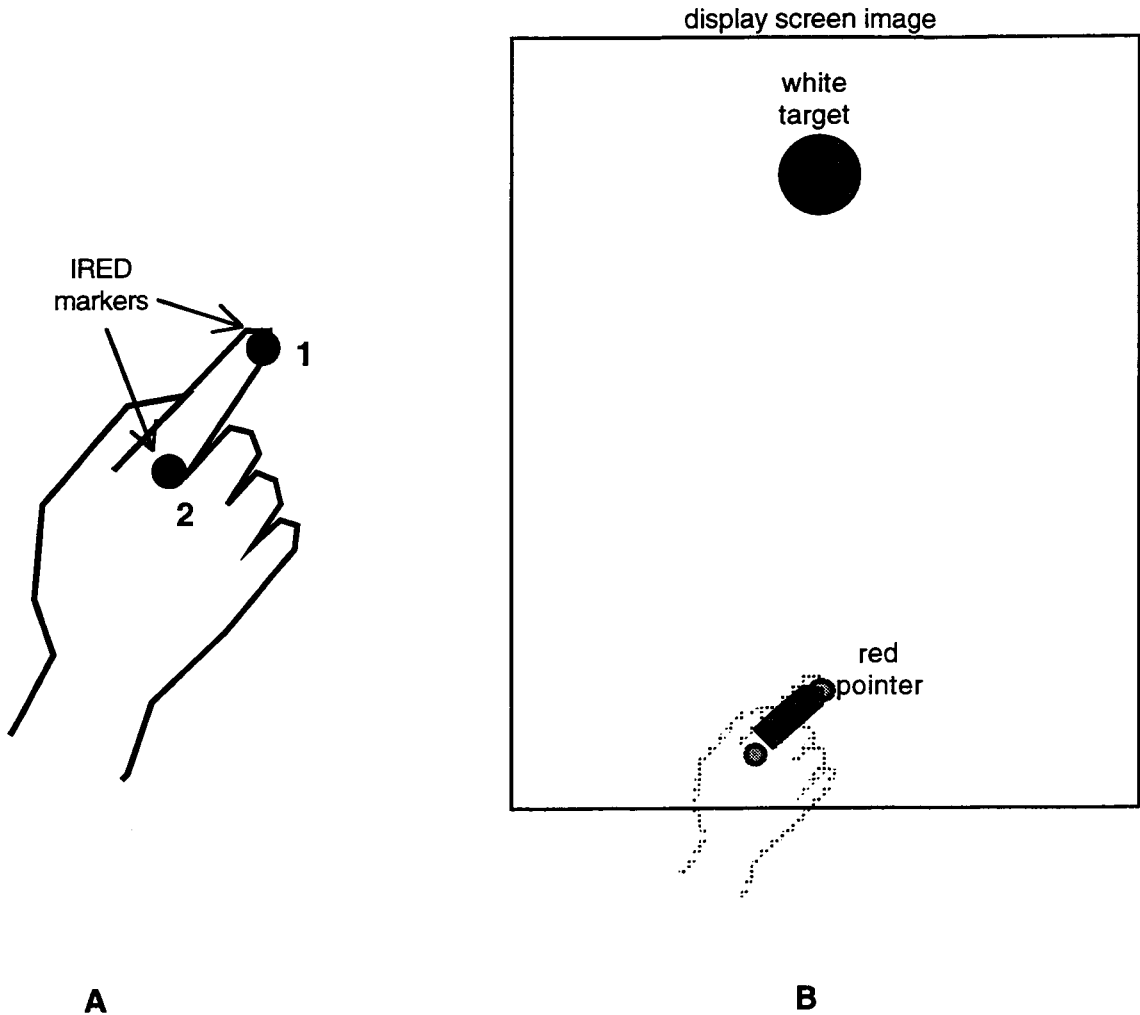 display screen image
white
target
IRED
markers
1
2
red
pointer
A
B